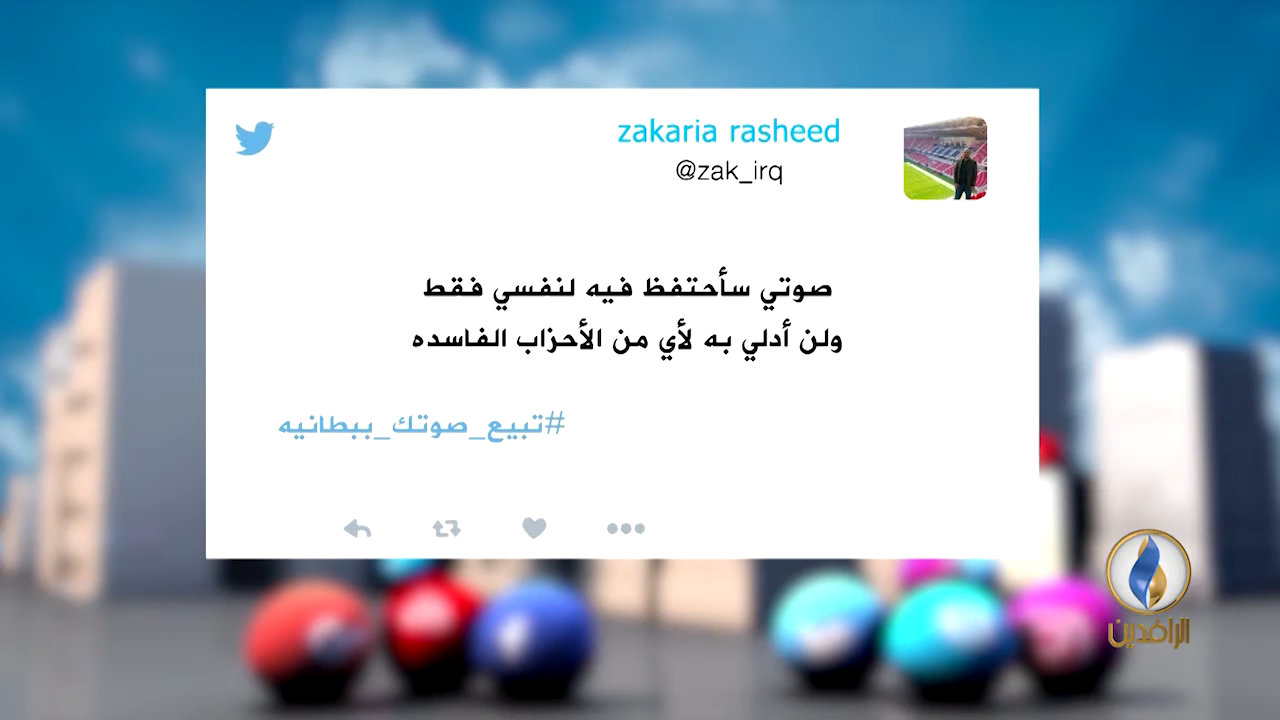 zakaria rasheed
@zak_irq
صوتي سأحتفظ فيه لنفسي فقط
ولن أدلي به لأي من الأحزاب الفاسده
#تبيع_صوتك_ببطانيه
الرافدين